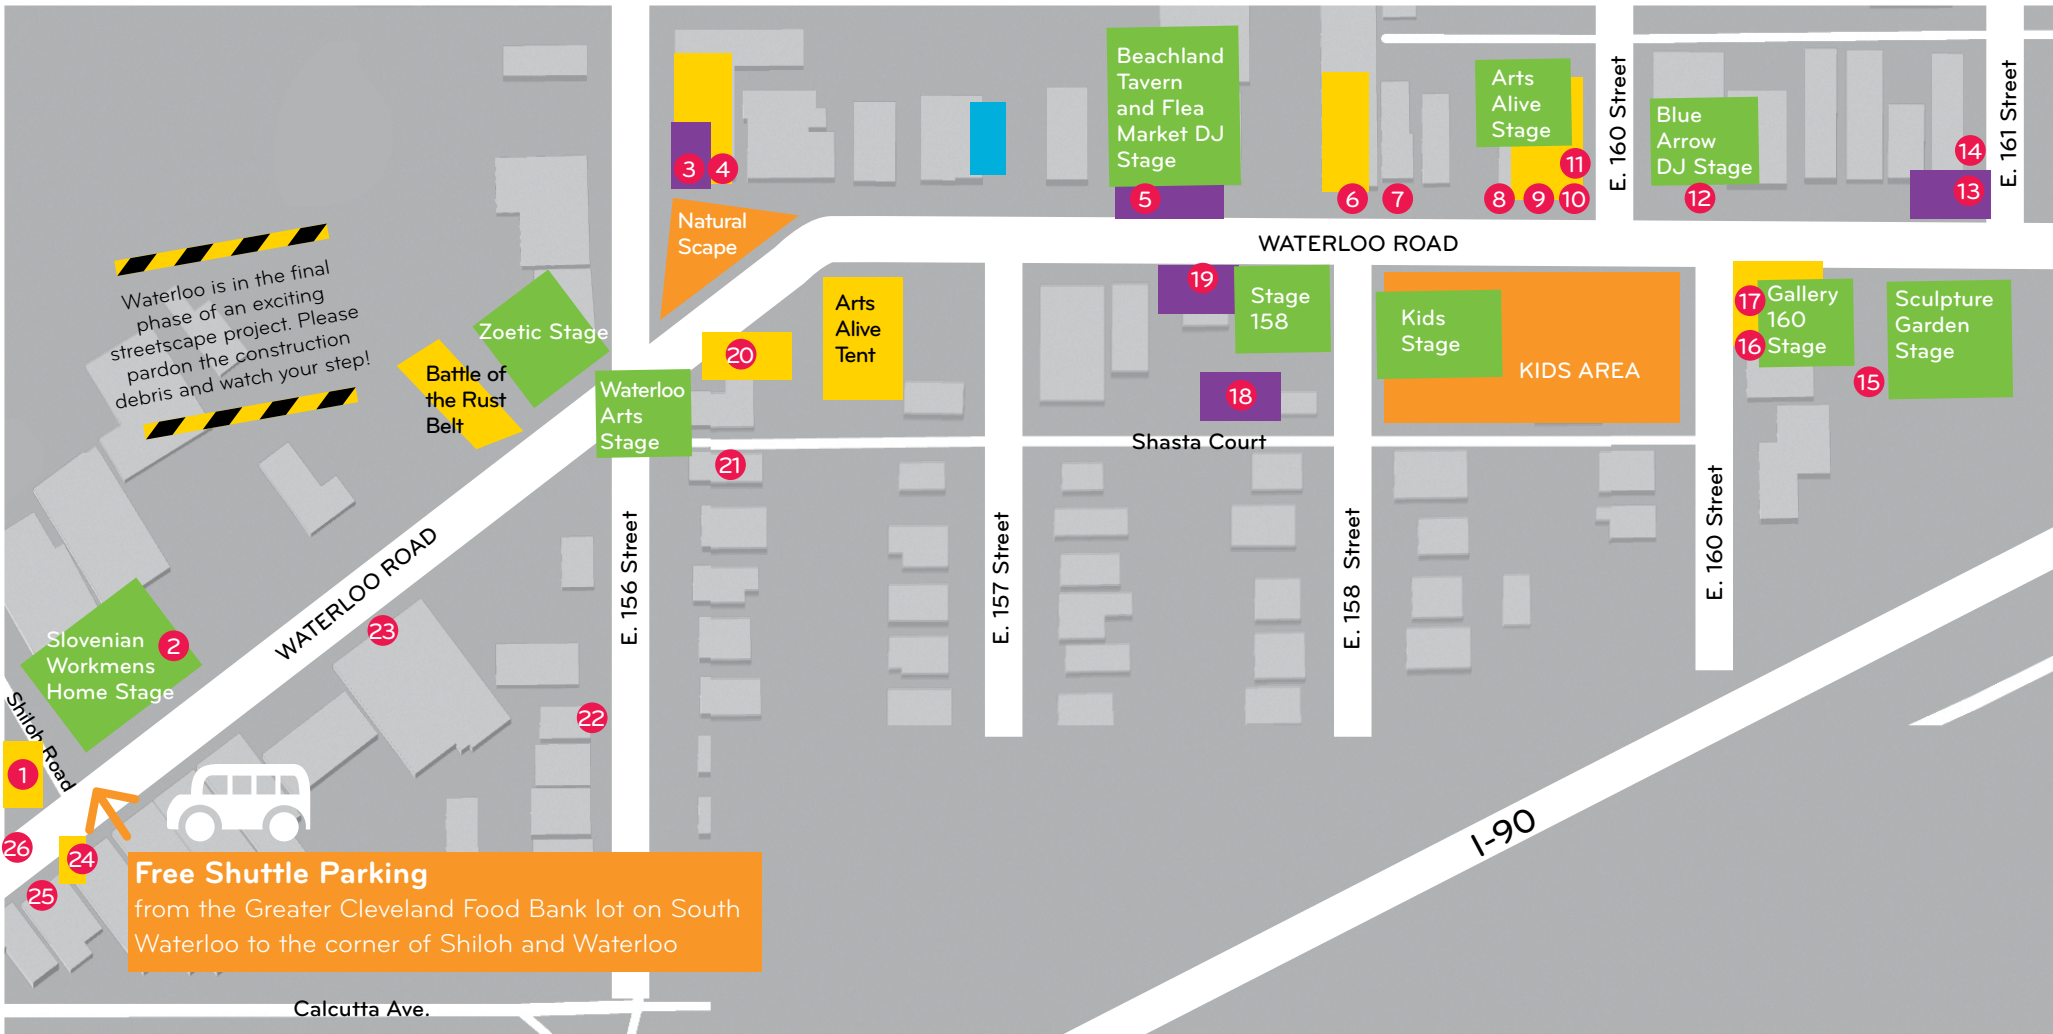 Beachland
Tavern
and Flea
Market DJ
Stage
Arts
Alive
Stage
E. 160 Street
Blue
Arrow
DJ Stage
E. 161 Street
3
4
5
6
7
8
9
10
11
12
13
14
Natural
Scape
WATERLOO ROAD
Waterloo is in the final
phase of an exciting
streetscape project. Please
pardon the construction
debris and watch your step!
Zoetic Stage
Battle of
the Rust
Belt
Waterloo
Arts
Stage
20
Arts
Alive
Tent
19
Stage
158
18
Kids
Stage
KIDS AREA
17
16
Gallery
160
Stage
15
Sculpture
Garden
Stage
Shasta Court
21
WATERLOO ROAD
E. 156 Street
E. 157 Street
E. 158 Street
E. 160 Street
Slovenian
Workmens
Home Stage
2
23
22
Shiloh Road
1
26
24
25
I-90
Free Shuttle Parking
from the Greater Cleveland Food Bank lot on South
Waterloo to the corner of Shiloh and Waterloo
Calcutta Ave.